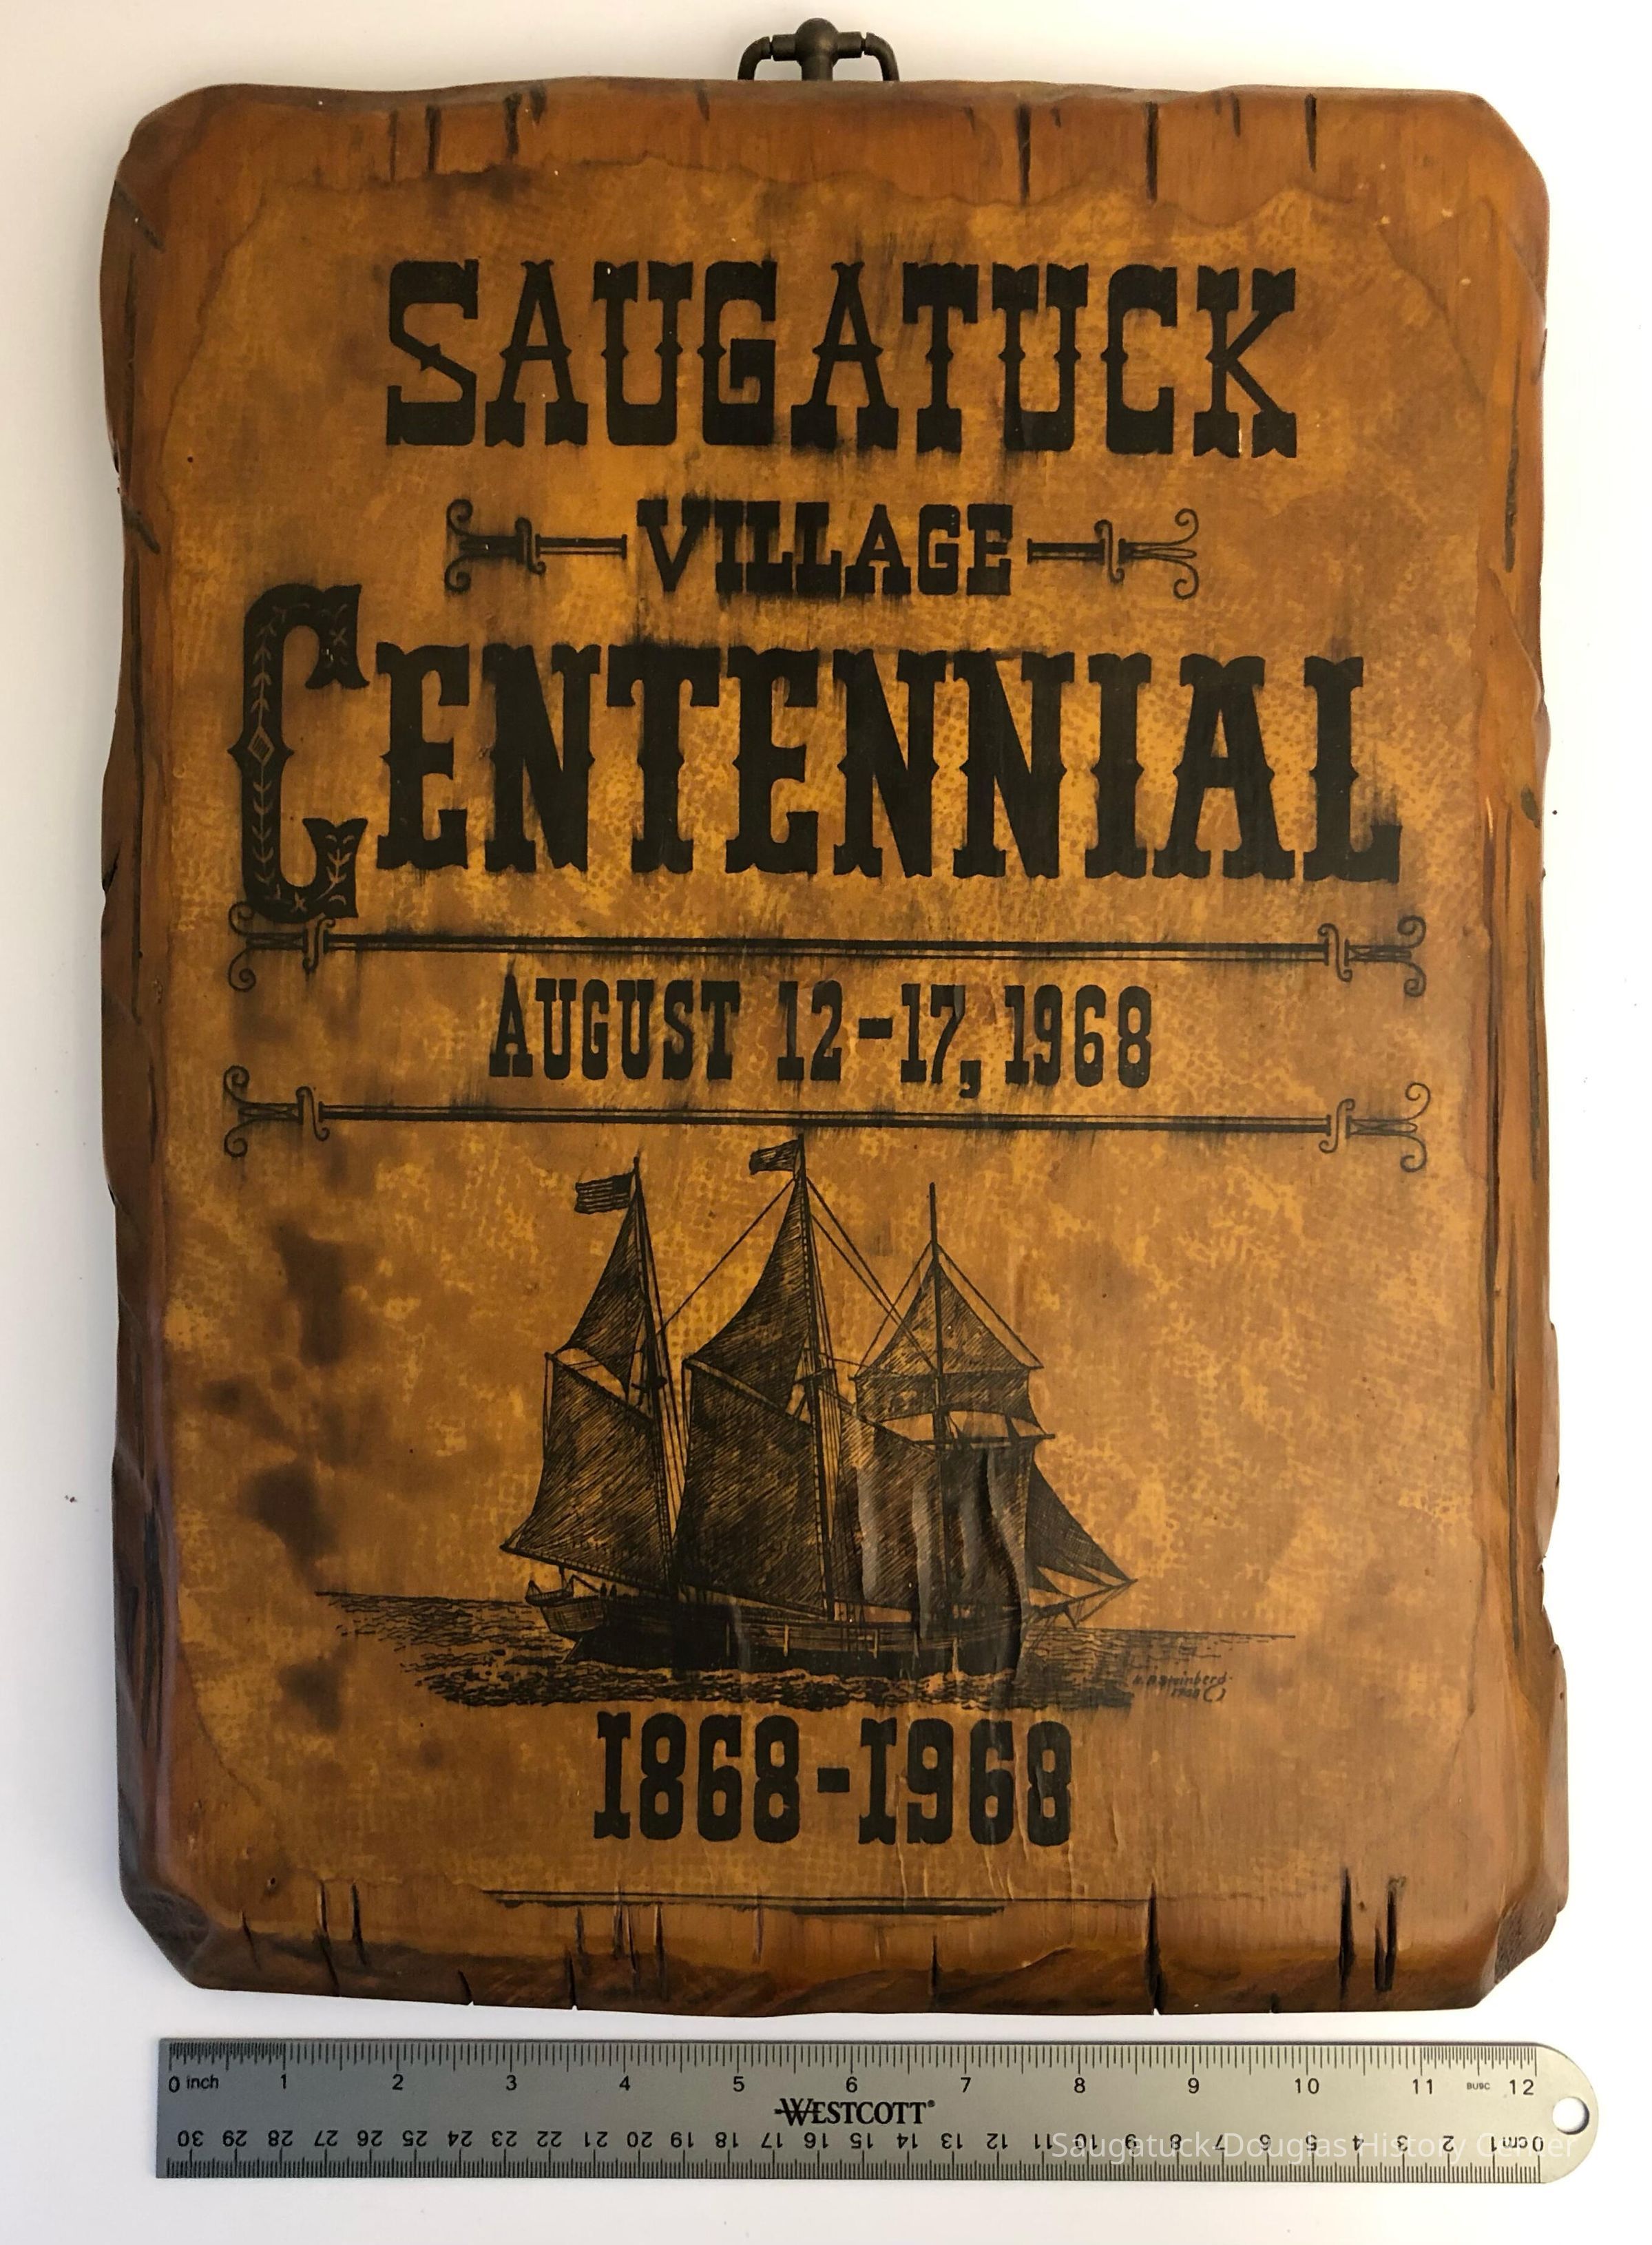 SAUGATUCK
VILLAGE
CENTENNIAL
AUGUST 12-17, 1968
1868-1968
0 inch 1 2 3 4 5 6 7 8 9 10 11 12
WESTCOTT®
30 29 28 27 26 25 24 23 22 21 20 19 18 17 16 15 14 13 12 11 10 9 8 7 6 5 4 3 2 1 cm 0
Saugatuck-Douglas History Center